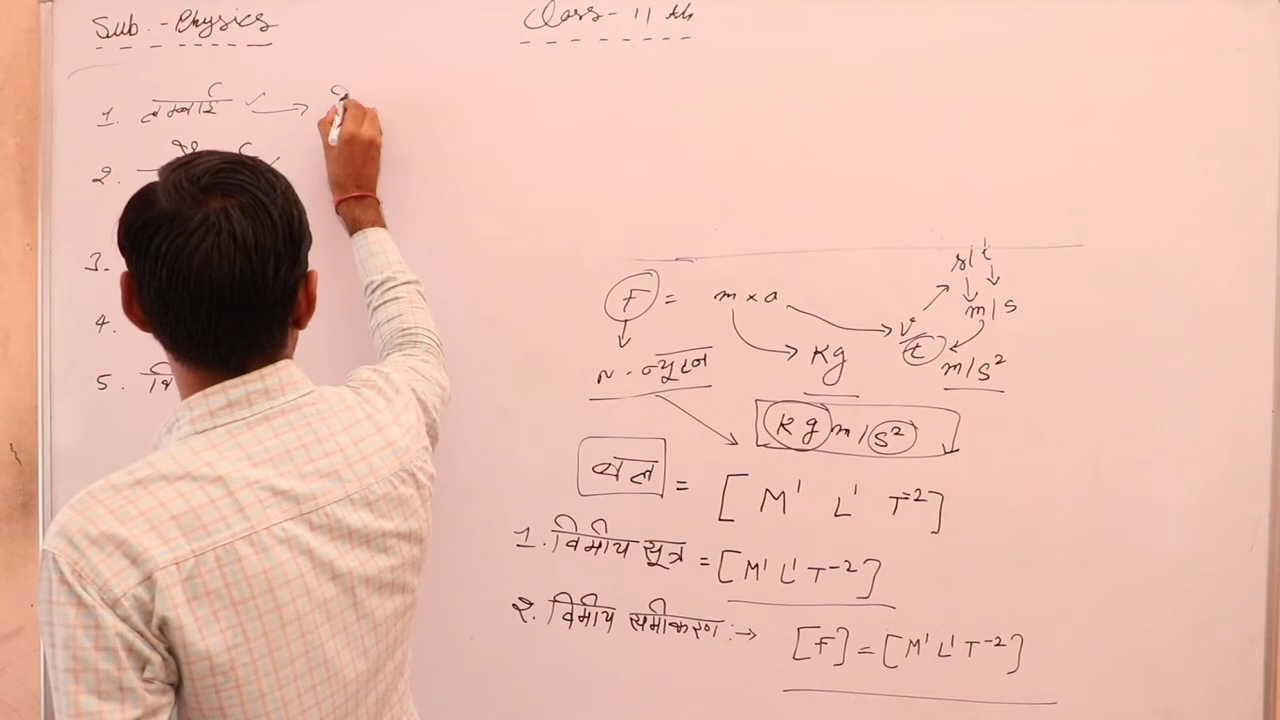 Sub. - Physics
Class - 11 th
1. लम्बाई ✓ →
2.
3.
4.
5.
F = m × a
s/t
m/s
v
t
m/s²
N - न्यूटन
Kg
Kg m/s²
बल = [M¹ L¹ T⁻²]
1. विमीय सूत्र = [M¹ L¹ T⁻²]
२. विमीय समीकरण :→ [F] = [M¹ L¹ T⁻²]